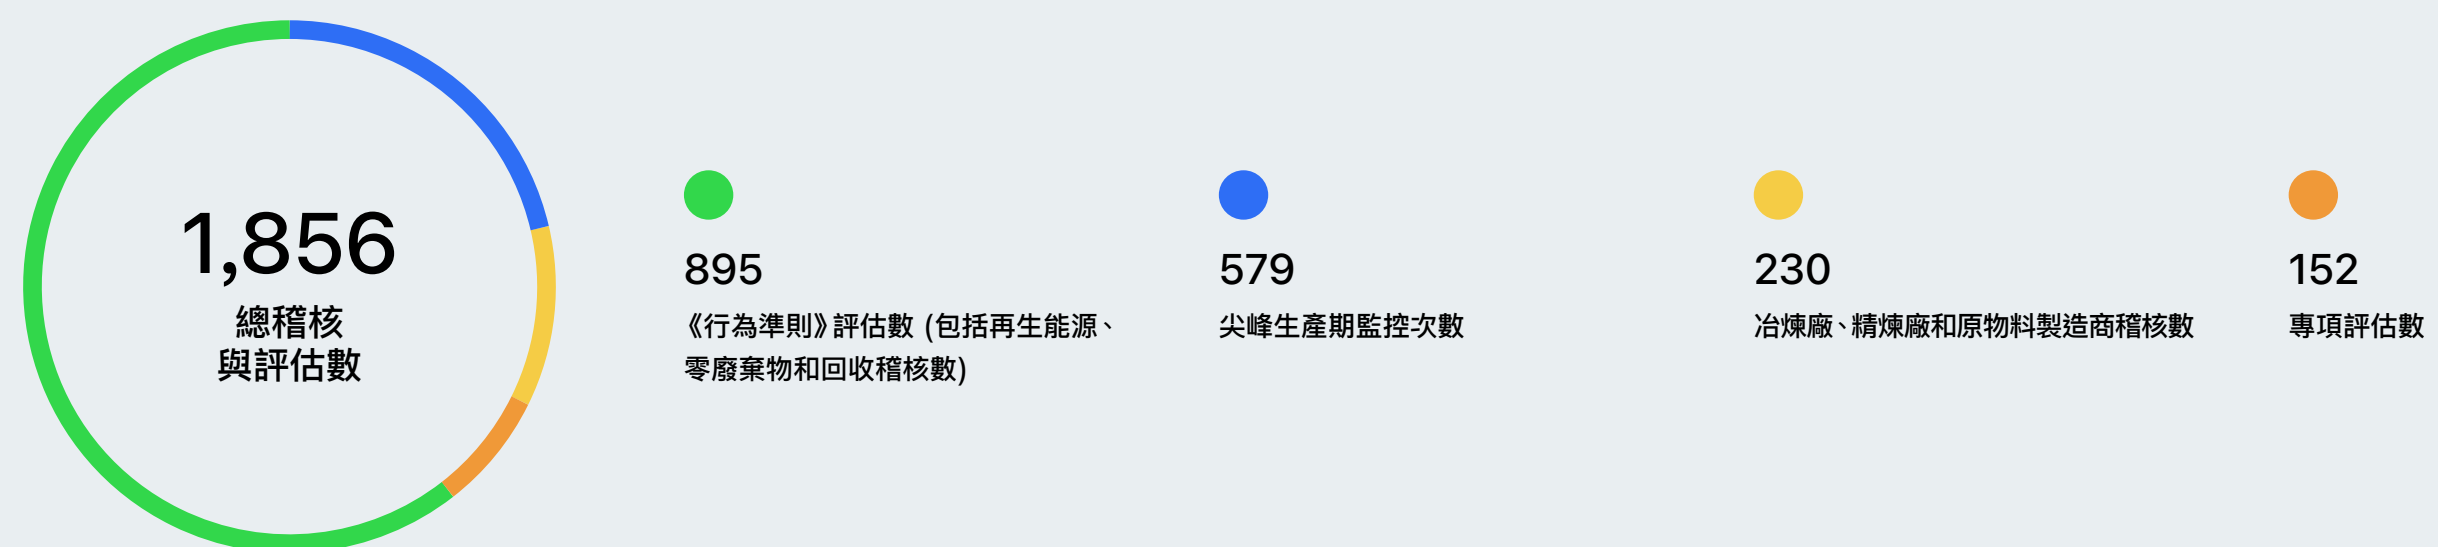 1,856
總稽核
與評估數
895
《行為準則》評估數 (包括再生能源、
零廢棄物和回收稽核數)
579
尖峰生產期監控次數
230
冶煉廠、精煉廠和原物料製造商稽核數
152
專項評估數